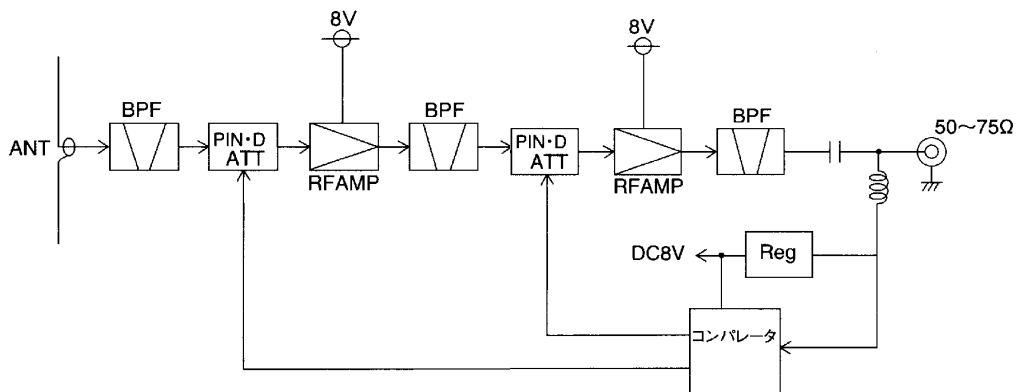 8V
8V
BPF
BPF
BPF
50～75Ω
ANT
PIN・D
ATT
PIN・D
ATT
RFAMP
RFAMP
DC8V
Reg
コンパレータ